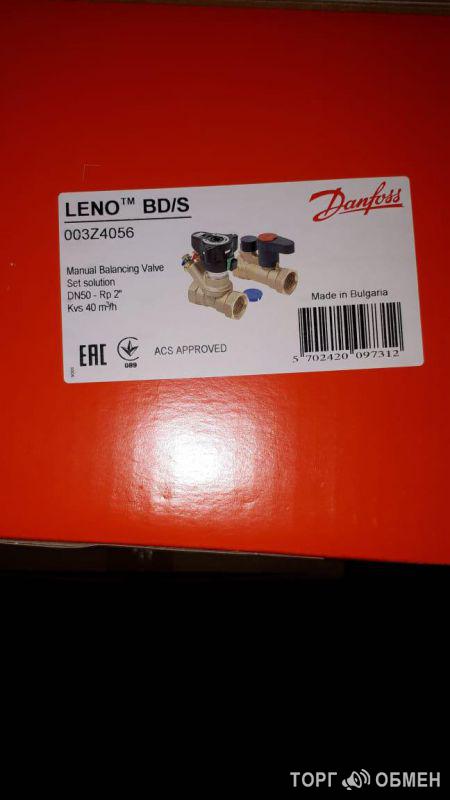 LENO™ BD/S
Danfoss
003Z4056
Manual Balancing Valve
Set solution
DN50 - Rp 2"
Kvs 40 m³/h
Made in Bulgaria
EAC
089
ACS APPROVED
5 702420 097312
ТОРГ ОБМЕН